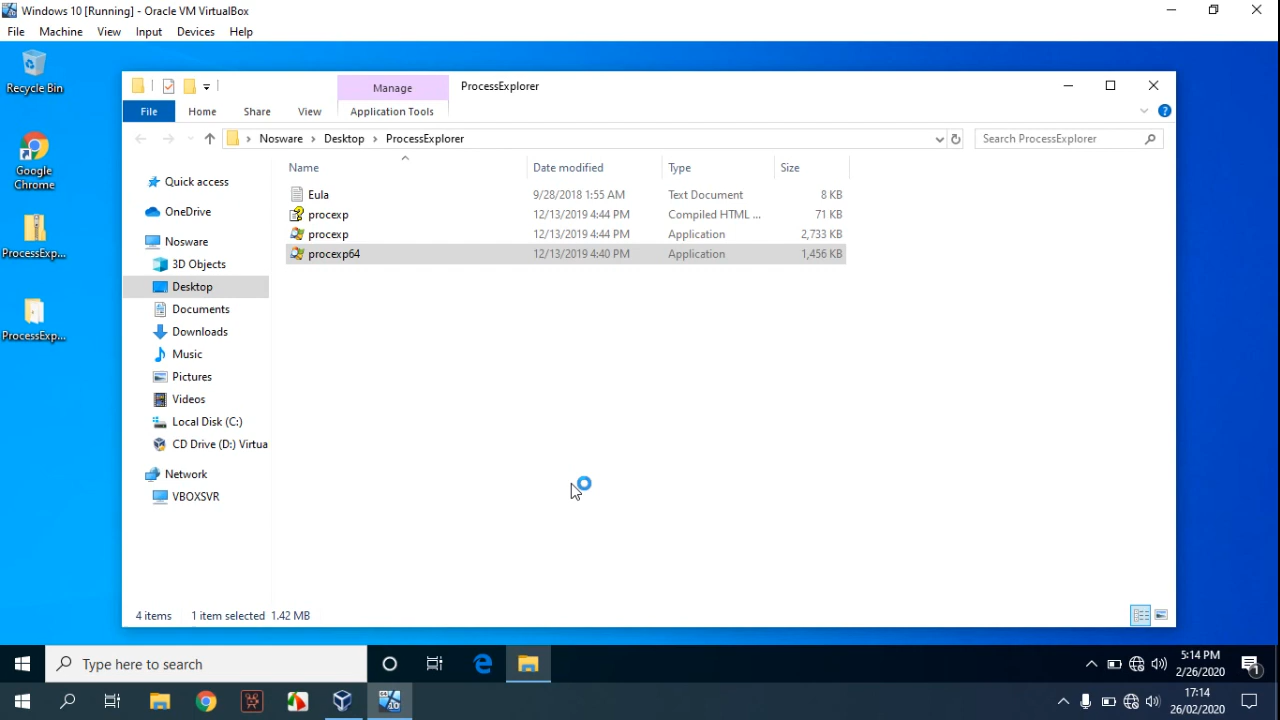 Windows 10 [Running] - Oracle VM VirtualBox
File Machine View Input Devices Help
Recycle Bin
Google
Chrome
ProcessExp...
ProcessExp...
Manage
ProcessExplorer
File Home Share View Application Tools
Nosware > Desktop > ProcessExplorer
Search ProcessExplorer
Quick access
OneDrive
Nosware
3D Objects
Desktop
Documents
Downloads
Music
Pictures
Videos
Local Disk (C:)
CD Drive (D:) Virtua
Network
VBOXSVR
Name Date modified Type Size
Eula 9/28/2018 1:55 AM Text Document 8 KB
procexp 12/13/2019 4:44 PM Compiled HTML ... 71 KB
procexp 12/13/2019 4:44 PM Application 2,733 KB
procexp64 12/13/2019 4:40 PM Application 1,456 KB
4 items 1 item selected 1.42 MB
Type here to search
5:14 PM
2/26/2020
1
17:14
26/02/2020